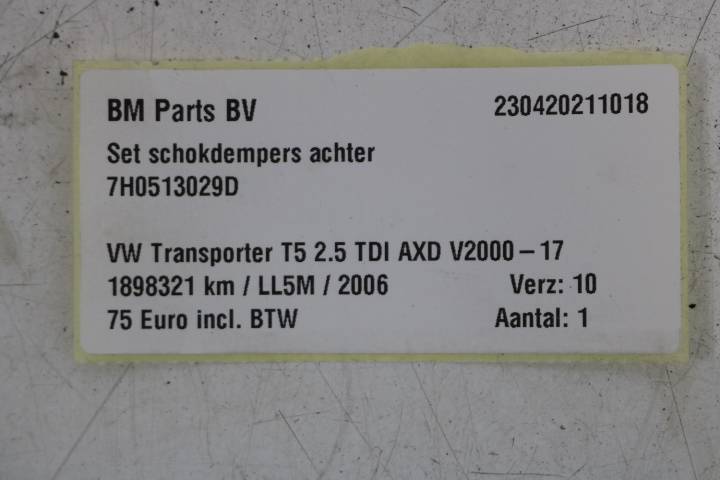 BM Parts BV 230420211018
Set schokdempers achter
7H0513029D
VW Transporter T5 2.5 TDI AXD V2000-17
1898321 km / LL5M / 2006 Verz: 10
75 Euro incl. BTW Aantal: 1